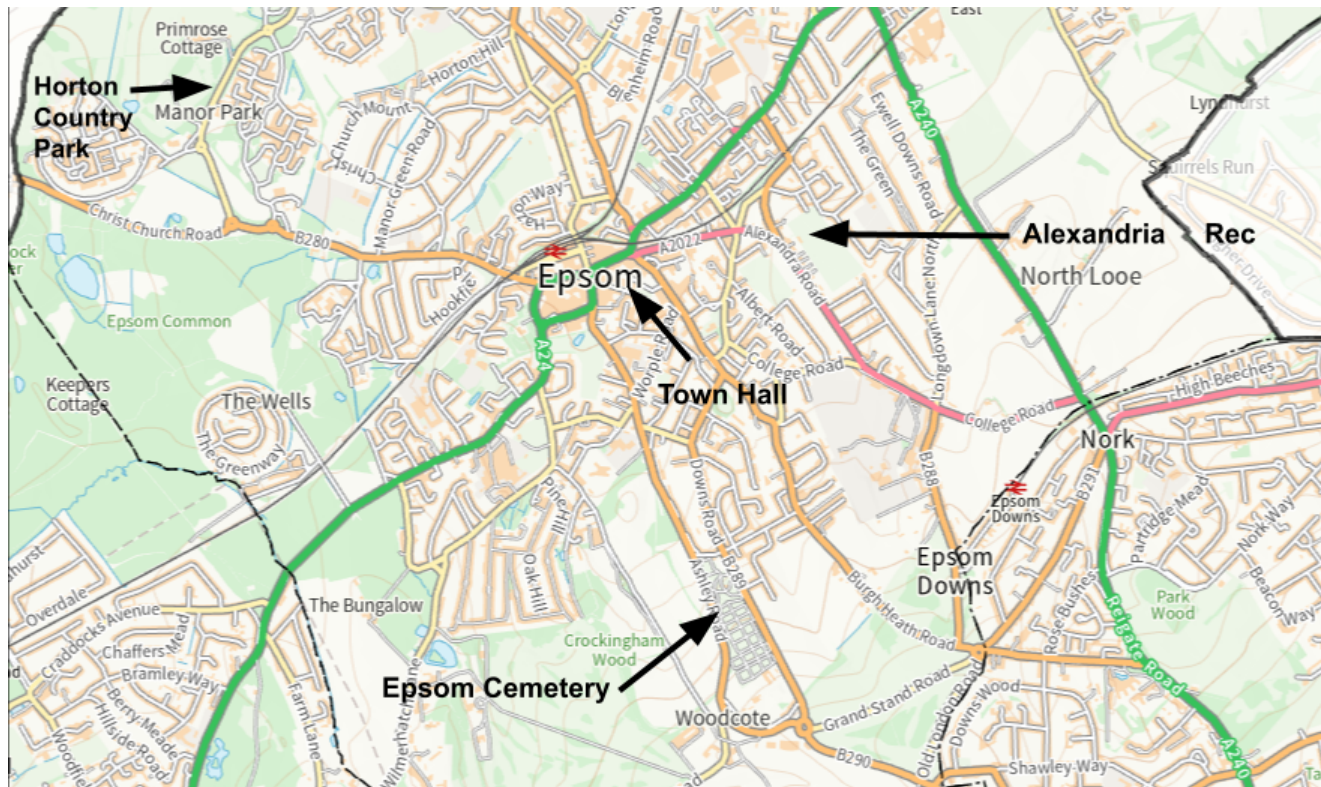 Primrose
Cottage
Horton
Country
Park
Manor Park
Horton Hill
Blenheim Road
East
A240
Lyndhurst
Squirrels Run
Church Mount
Christ
Manor Green Road
Ewell Downs Road
The Green
Christ Church Road
B280
Hazon Way
A2022
Alexandra Road
Alexandria Rec
North Looe
Epsom
Epsom Common
Longdown Lane North
Albert Road
Worple Road
A24
College Road
Town Hall
Keepers
Cottage
The Wells
The Greenway
College Road
High Beeches
Nork
B288
B291
Epsom
Downs
Pine Hill
Downs Road
Oak Hill
Partridge Mead
Nork Way
Beacon Way
Epsom
Downs
Ashley Road
B289
Overdale
Craddocks Avenue
The Bungalow
Burgh Heath Road
Rose Bushes
Park
Wood
Crockingham
Wood
Chaffers Mead
Bramley Way
Epsom Cemetery
Reigate Road
Berry Meade
Hillside Road
Farm Lane
Wilmerhatch Lane
Woodcote
Grand Stand Road
Old London Road
Downs Wood
B290
Shawley Way
A240